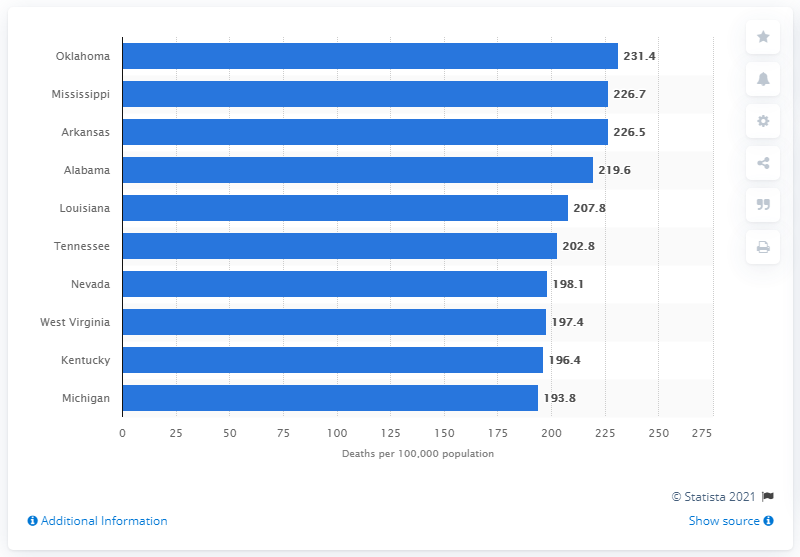 Oklahoma 231.4
Mississippi 226.7
Arkansas 226.5
Alabama 219.6
Louisiana 207.8
Tennessee 202.8
Nevada 198.1
West Virginia 197.4
Kentucky 196.4
Michigan 193.8
0 25 50 75 100 125 150 175 200 225 250 275
Deaths per 100,000 population
© Statista 2021
Additional Information Show source